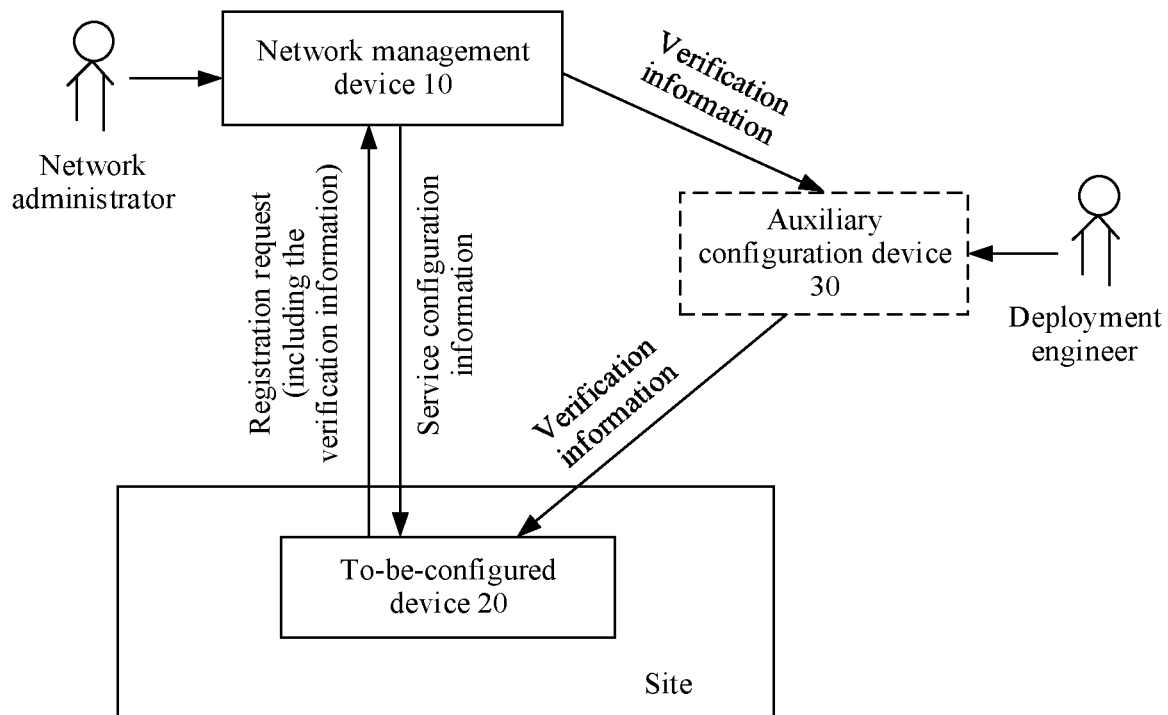 Network management
device 10
Verification
information
Network
administrator
Auxiliary
configuration device
30
Deployment
engineer
Registration request
(including the
verification information)
Service configuration
information
Verification
information
To-be-configured
device 20
Site